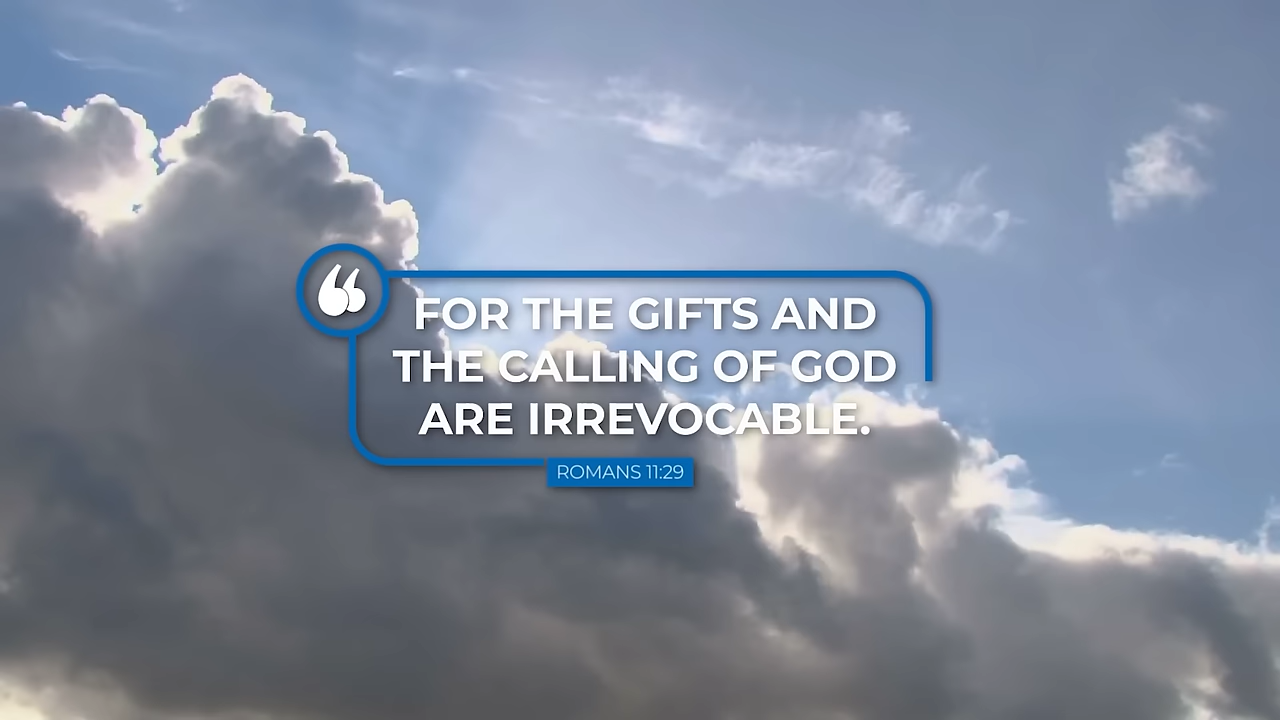 ❝
FOR THE GIFTS AND
THE CALLING OF GOD
ARE IRREVOCABLE.
ROMANS 11:29